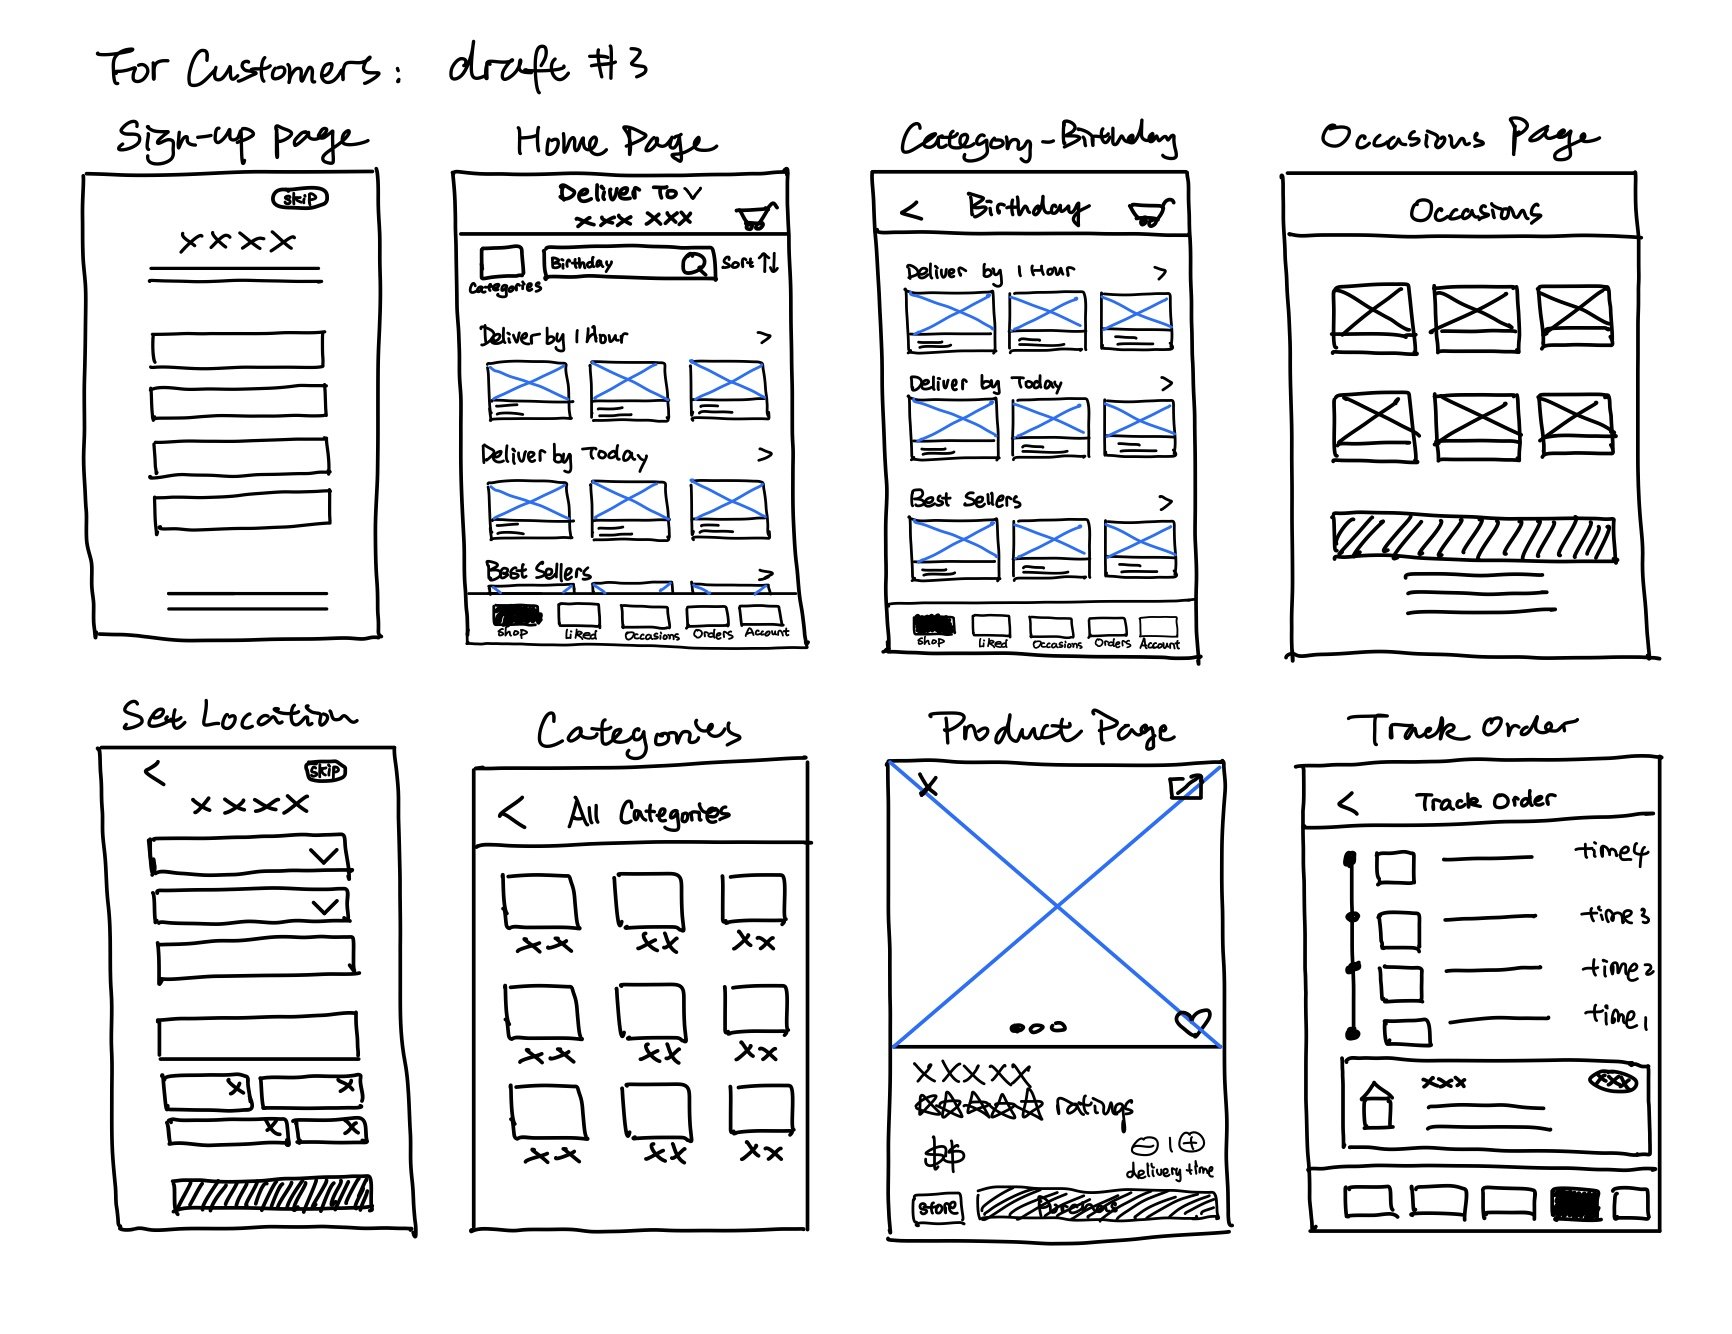 For Customers: draft #3
Sign-up Page
skip
x x x x
Home Page
Deliver To
xxx xxx
Categories
Birthday
Sort
Deliver by 1 Hour
Deliver by Today
Best Sellers
Shop Liked Occasions Orders Account
Category-Birthday
Birthday
Deliver by 1 Hour
Deliver by Today
Best Sellers
Shop Liked Occasions Orders Account
Occasions Page
Occasions
Set Location
skip
x x x x
x x
x x
Categories
All Categories
xx xx xx
xx xx xx
xx xx xx
Product Page
X
x x x x x
ratings
$$
- 1 +
delivery time
Store Purchase
Track Order
Track Order
time4
time3
time2
time1
xxx xxx